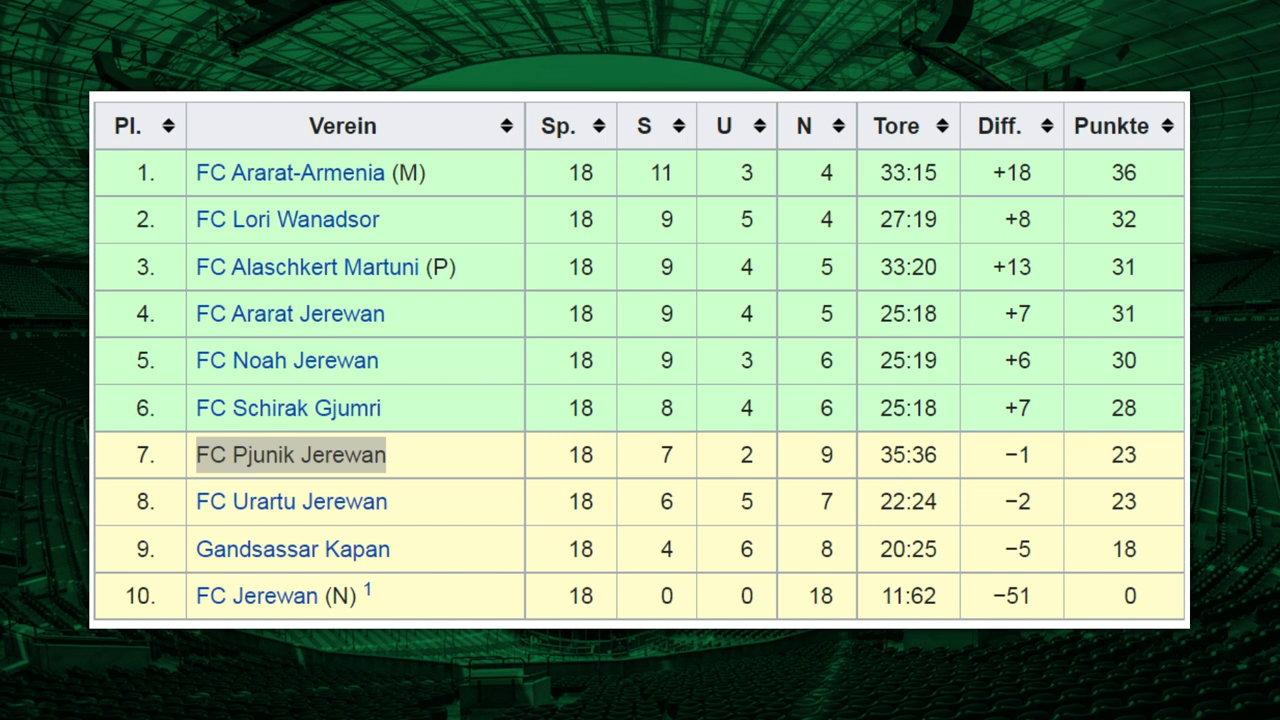 Pl. Verein Sp. S U N Tore Diff. Punkte
1. FC Ararat-Armenia (M) 18 11 3 4 33:15 +18 36
2. FC Lori Wanadsor 18 9 5 4 27:19 +8 32
3. FC Alaschkert Martuni (P) 18 9 4 5 33:20 +13 31
4. FC Ararat Jerewan 18 9 4 5 25:18 +7 31
5. FC Noah Jerewan 18 9 3 6 25:19 +6 30
6. FC Schirak Gjumri 18 8 4 6 25:18 +7 28
7. FC Pjunik Jerewan 18 7 2 9 35:36 −1 23
8. FC Urartu Jerewan 18 6 5 7 22:24 −2 23
9. Gandsassar Kapan 18 4 6 8 20:25 −5 18
10. FC Jerewan (N) 1 18 0 0 18 11:62 −51 0